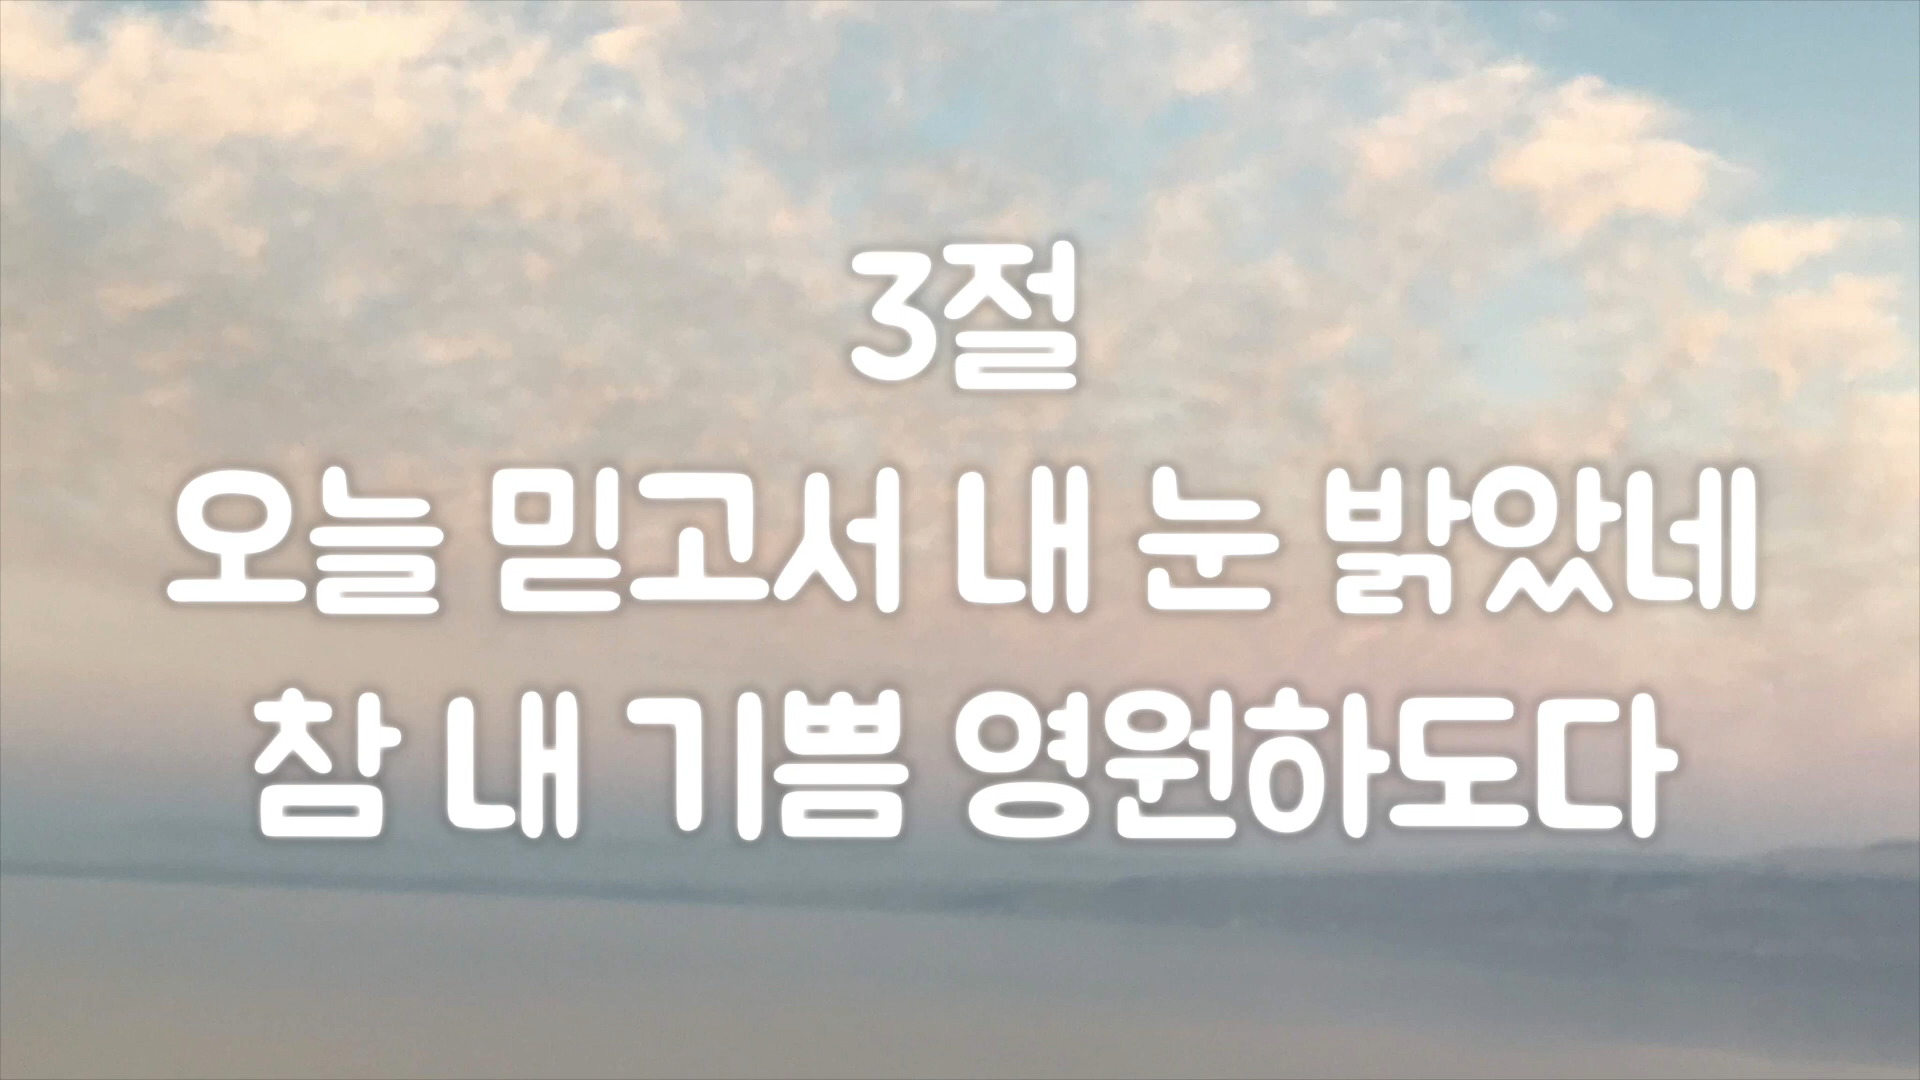 3절
오늘 믿고서 내 눈 밝았네
참 내 기쁨 영원하도다